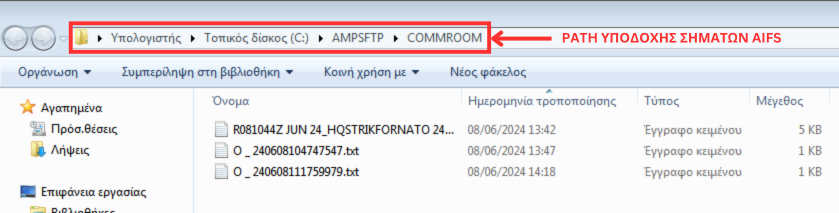 Υπολογιστής ▸ Τοπικός δίσκος (C:) ▸ AMPSFTP ▸ COMMROOM
PATH ΥΠΟΔΟΧΗΣ ΣΗΜΑΤΩΝ AIFS
Οργάνωση Συμπερίληψη στη βιβλιοθήκη Κοινή χρήση με Νέος φάκελος
Αγαπημένα
Πρόσ.θέσεις
Λήψεις
Επιφάνεια εργασίας
Βιβλιοθήκες
Όνομα Ημερομηνία τροποποίησης Τύπος Μέγεθος
R081044Z JUN 24_HQSTRIKFORNATO 24... 08/06/2024 13:42 Έγγραφο κειμένου 5 KB
O _ 240608104747547.txt 08/06/2024 13:47 Έγγραφο κειμένου 1 KB
O _ 240608111759979.txt 08/06/2024 14:18 Έγγραφο κειμένου 1 KB